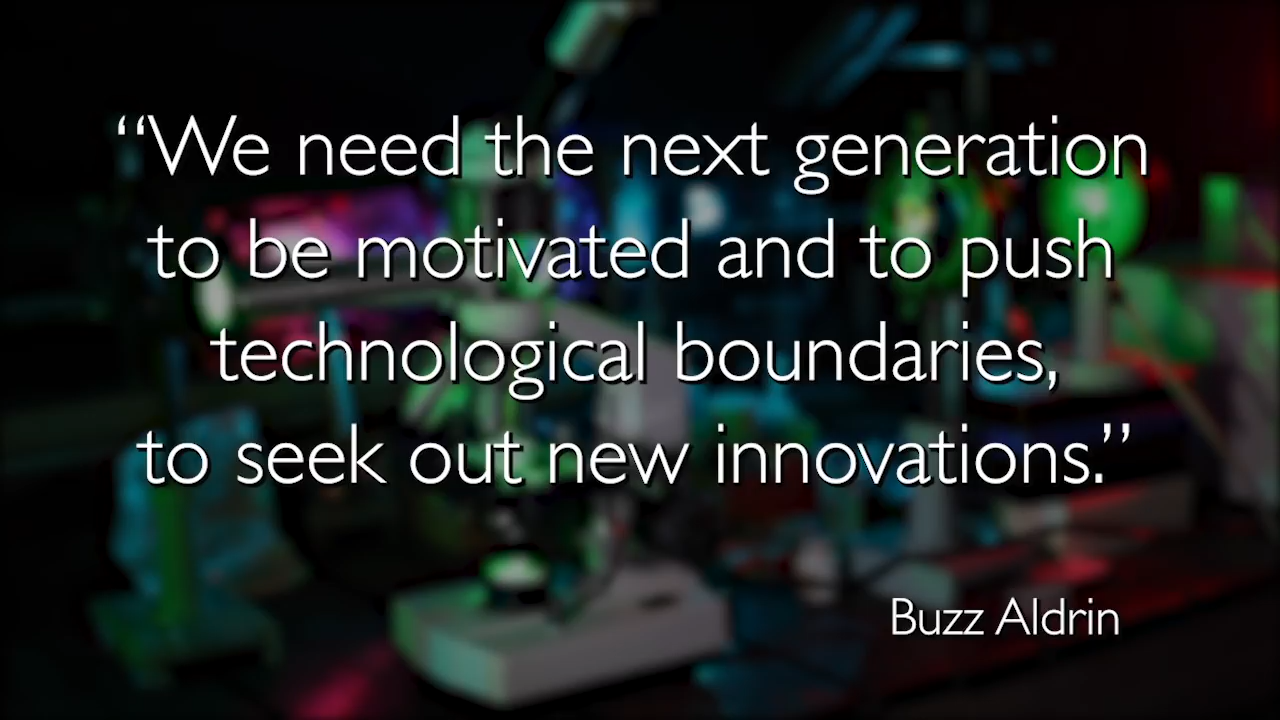 “We need the next generation
to be motivated and to push
technological boundaries,
to seek out new innovations.”
Buzz Aldrin